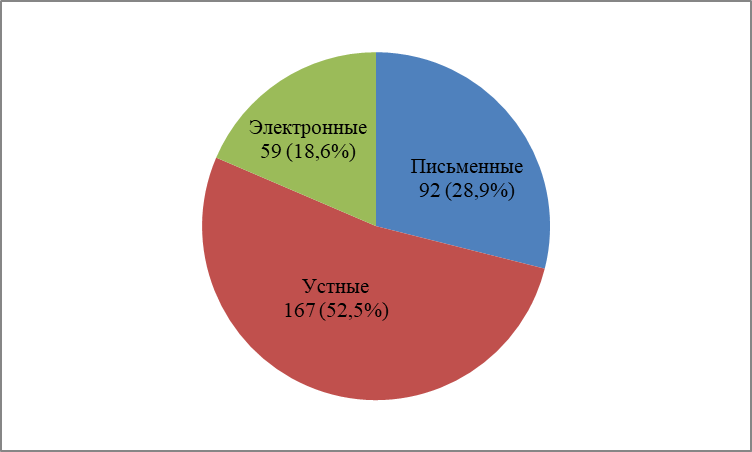 Электронные
59 (18,6%)
Письменные
92 (28,9%)
Устные
167 (52,5%)